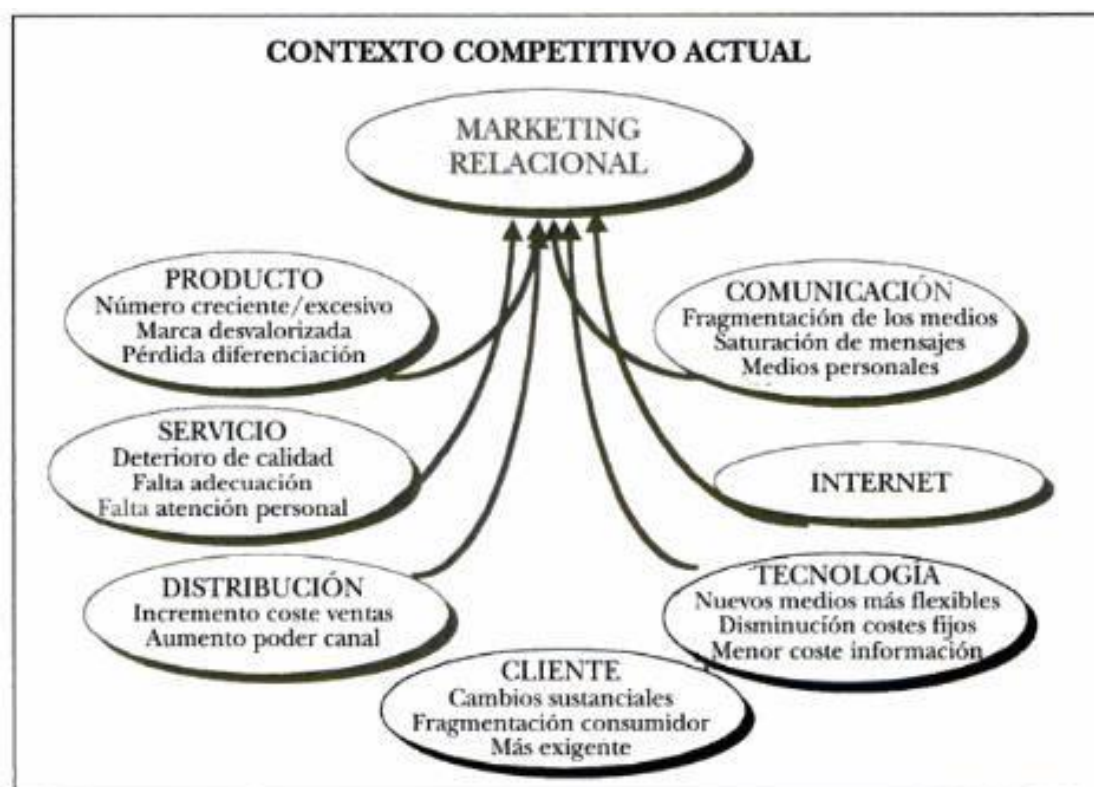 CONTEXTO COMPETITIVO ACTUAL
MARKETING
RELACIONAL
PRODUCTO
Número creciente/excesivo
Marca desvalorizada
Pérdida diferenciación
COMUNICACIÓN
Fragmentación de los medios
Saturación de mensajes
Medios personales
SERVICIO
Deterioro de calidad
Falta adecuación
Falta atención personal
INTERNET
DISTRIBUCIÓN
Incremento coste ventas
Aumento poder canal
TECNOLOGÍA
Nuevos medios más flexibles
Disminución costes fijos
Menor coste información
CLIENTE
Cambios sustanciales
Fragmentación consumidor
Más exigente